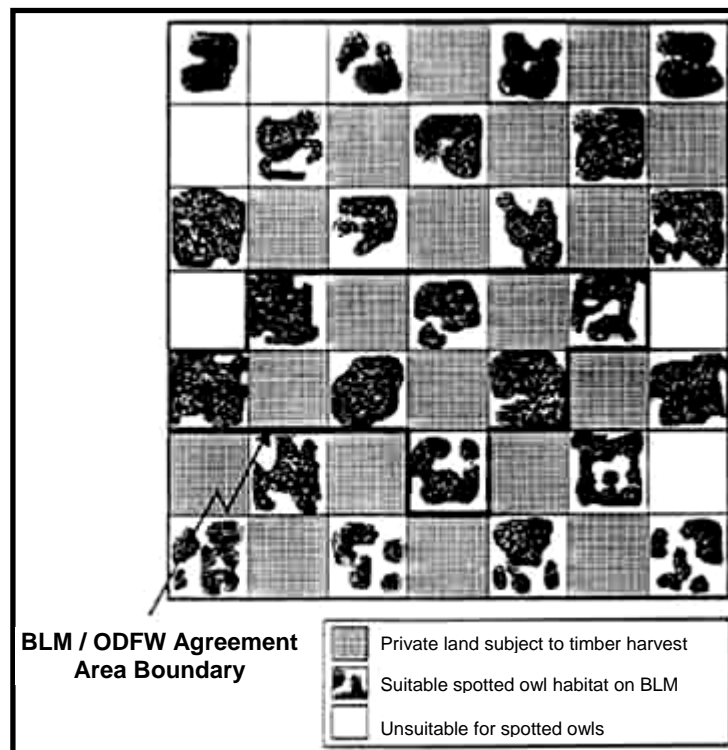 BLM / ODFW Agreement
Area Boundary
Private land subject to timber harvest
Suitable spotted owl habitat on BLM
Unsuitable for spotted owls